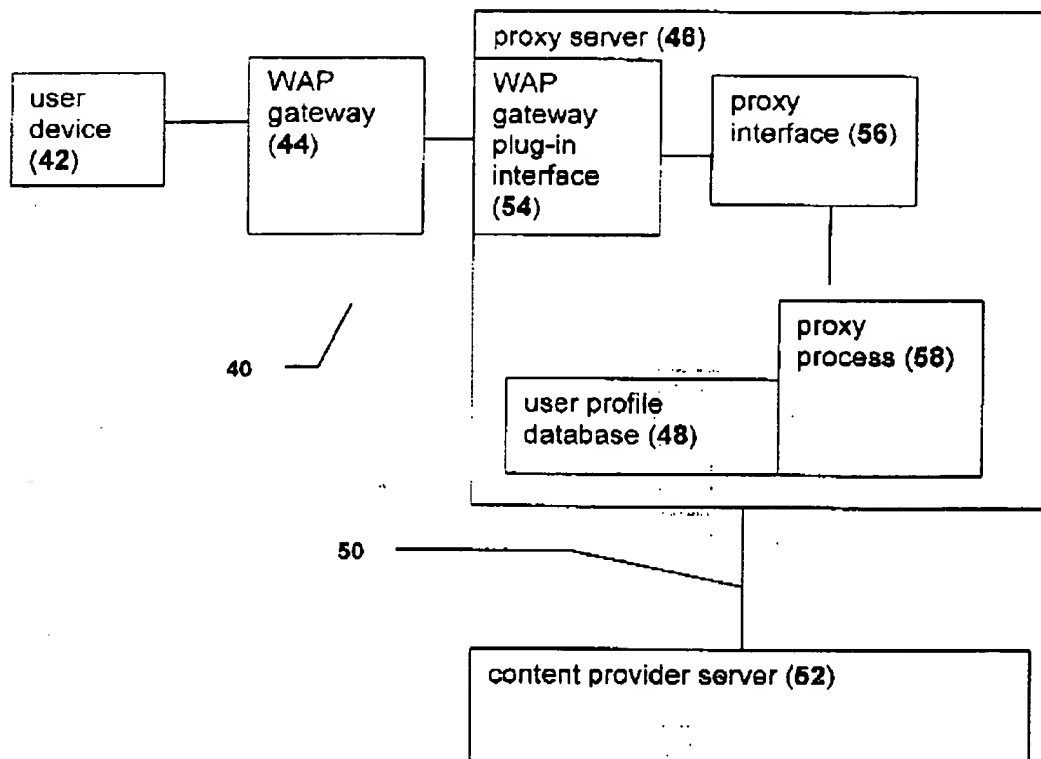 proxy server (46)
user
device
(42)
WAP
gateway
(44)
WAP
gateway
plug-in
interface
(54)
proxy
interface (56)
proxy
process (58)
40
user profile
database (48)
50
content provider server (52)